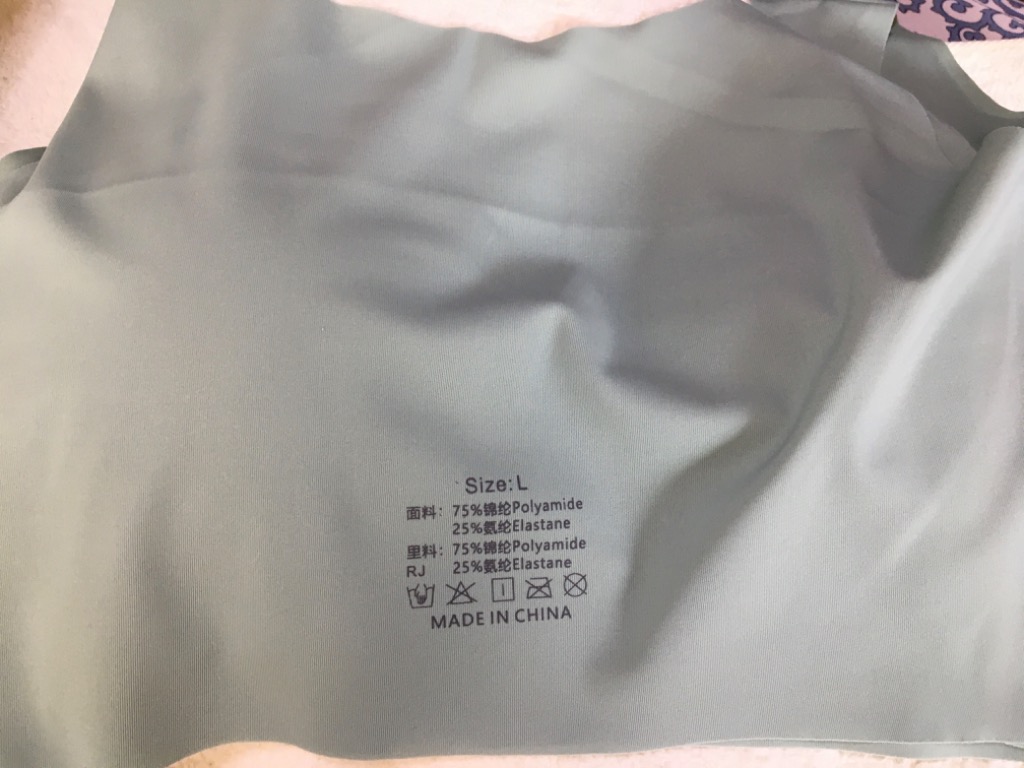 Size: L
面料: 75%锦纶Polyamide
25%氨纶Elastane
里料: 75%锦纶Polyamide
RJ 25%氨纶Elastane
MADE IN CHINA